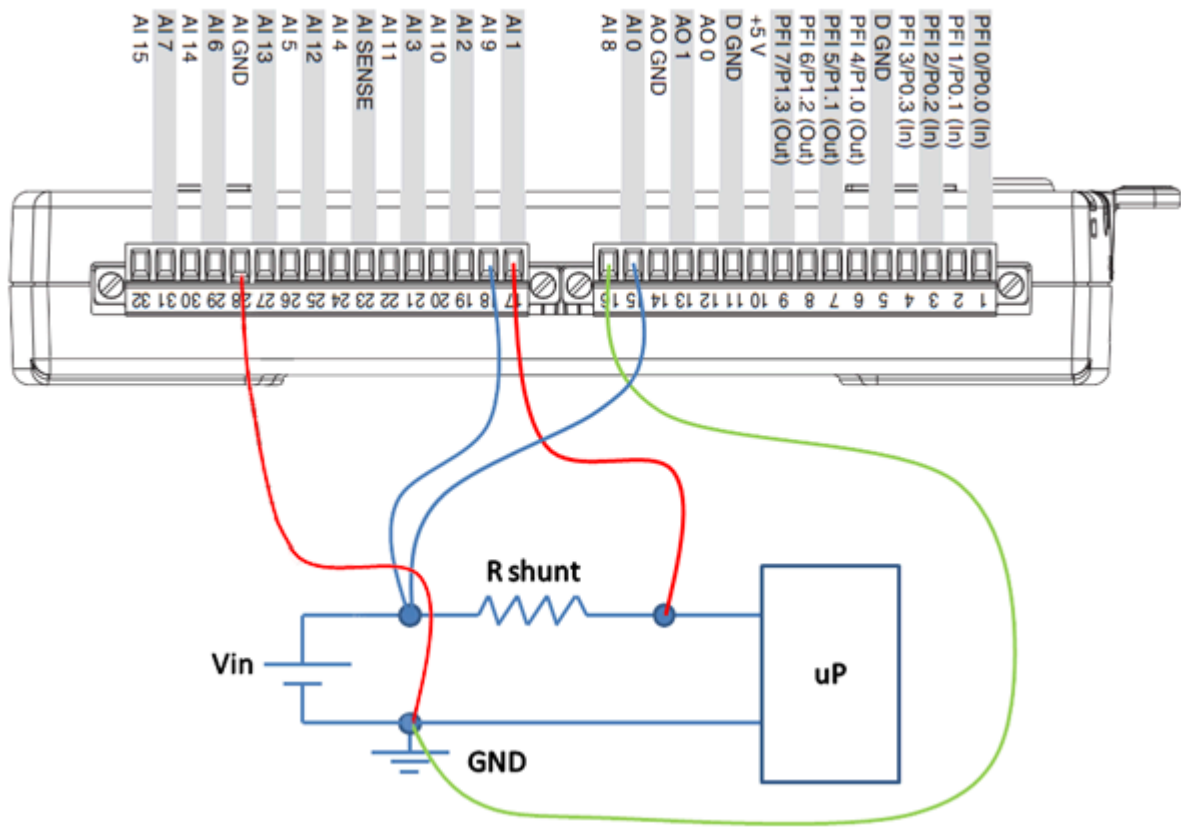 AI 15
AI 7
AI 14
AI 6
AI GND
AI 13
AI 5
AI 12
AI 4
AI SENSE
AI 11
AI 3
AI 10
AI 2
AI 9
AI 1
AI 8
AI 0
AO GND
AO 1
AO 0
D GND
+5 V
PFI 7/P1.3 (Out)
PFI 6/P1.2 (Out)
PFI 5/P1.1 (Out)
PFI 4/P1.0 (Out)
D GND
PFI 3/P0.3 (In)
PFI 2/P0.2 (In)
PFI 1/P0.1 (In)
PFI 0/P0.0 (In)
32
31
30
29
28
27
26
25
24
23
22
21
20
19
18
17
16
15
14
13
12
11
10
9
8
7
6
5
4
3
2
1
R shunt
Vin
uP
GND